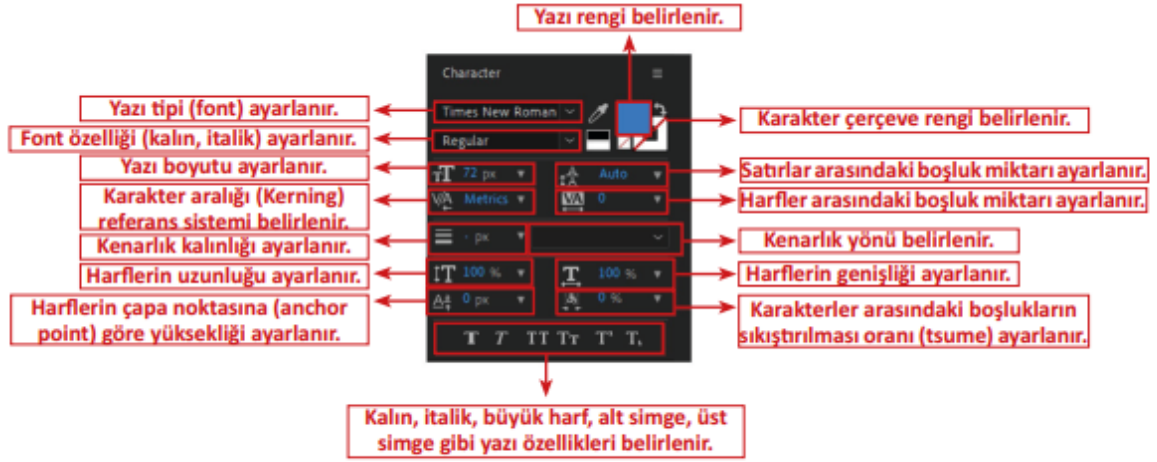 Yazı rengi belirlenir.
Character
Yazı tipi (font) ayarlanır.
Times New Roman
Karakter çerçeve rengi belirlenir.
Font özelliği (kalın, italik) ayarlanır.
Regular
Yazı boyutu ayarlanır.
72 px
Auto
Satırlar arasındaki boşluk miktarı ayarlanır.
Karakter aralığı (Kerning)
referans sistemi belirlenir.
Metrics
0
Harfler arasındaki boşluk miktarı ayarlanır.
Kenarlık kalınlığı ayarlanır.
- px
Kenarlık yönü belirlenir.
Harflerin uzunluğu ayarlanır.
100 %
100 %
Harflerin genişliği ayarlanır.
Harflerin çapa noktasına (anchor
point) göre yüksekliği ayarlanır.
0 px
0 %
Karakterler arasındaki boşlukların
sıkıştırılması oranı (tsume) ayarlanır.
T T TT Tᴛ T' T,
Kalın, italik, büyük harf, alt simge, üst
simge gibi yazı özellikleri belirlenir.